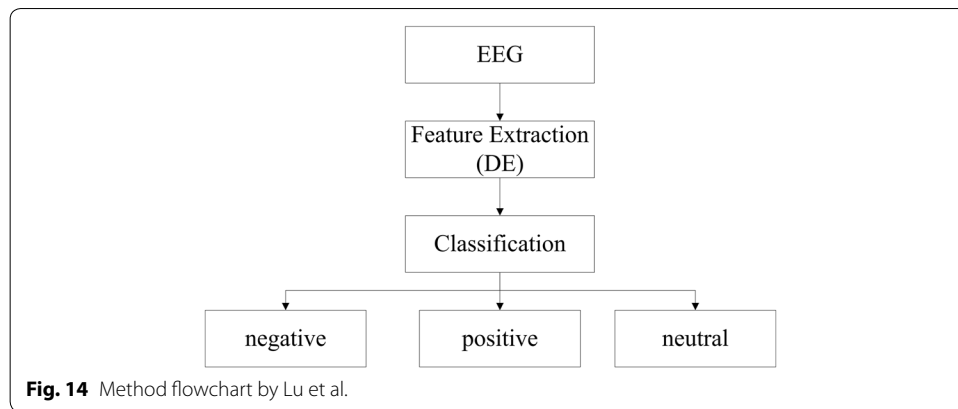 EEG
Feature Extraction
(DE)
Classification
negative
positive
neutral
Fig. 14 Method flowchart by Lu et al.